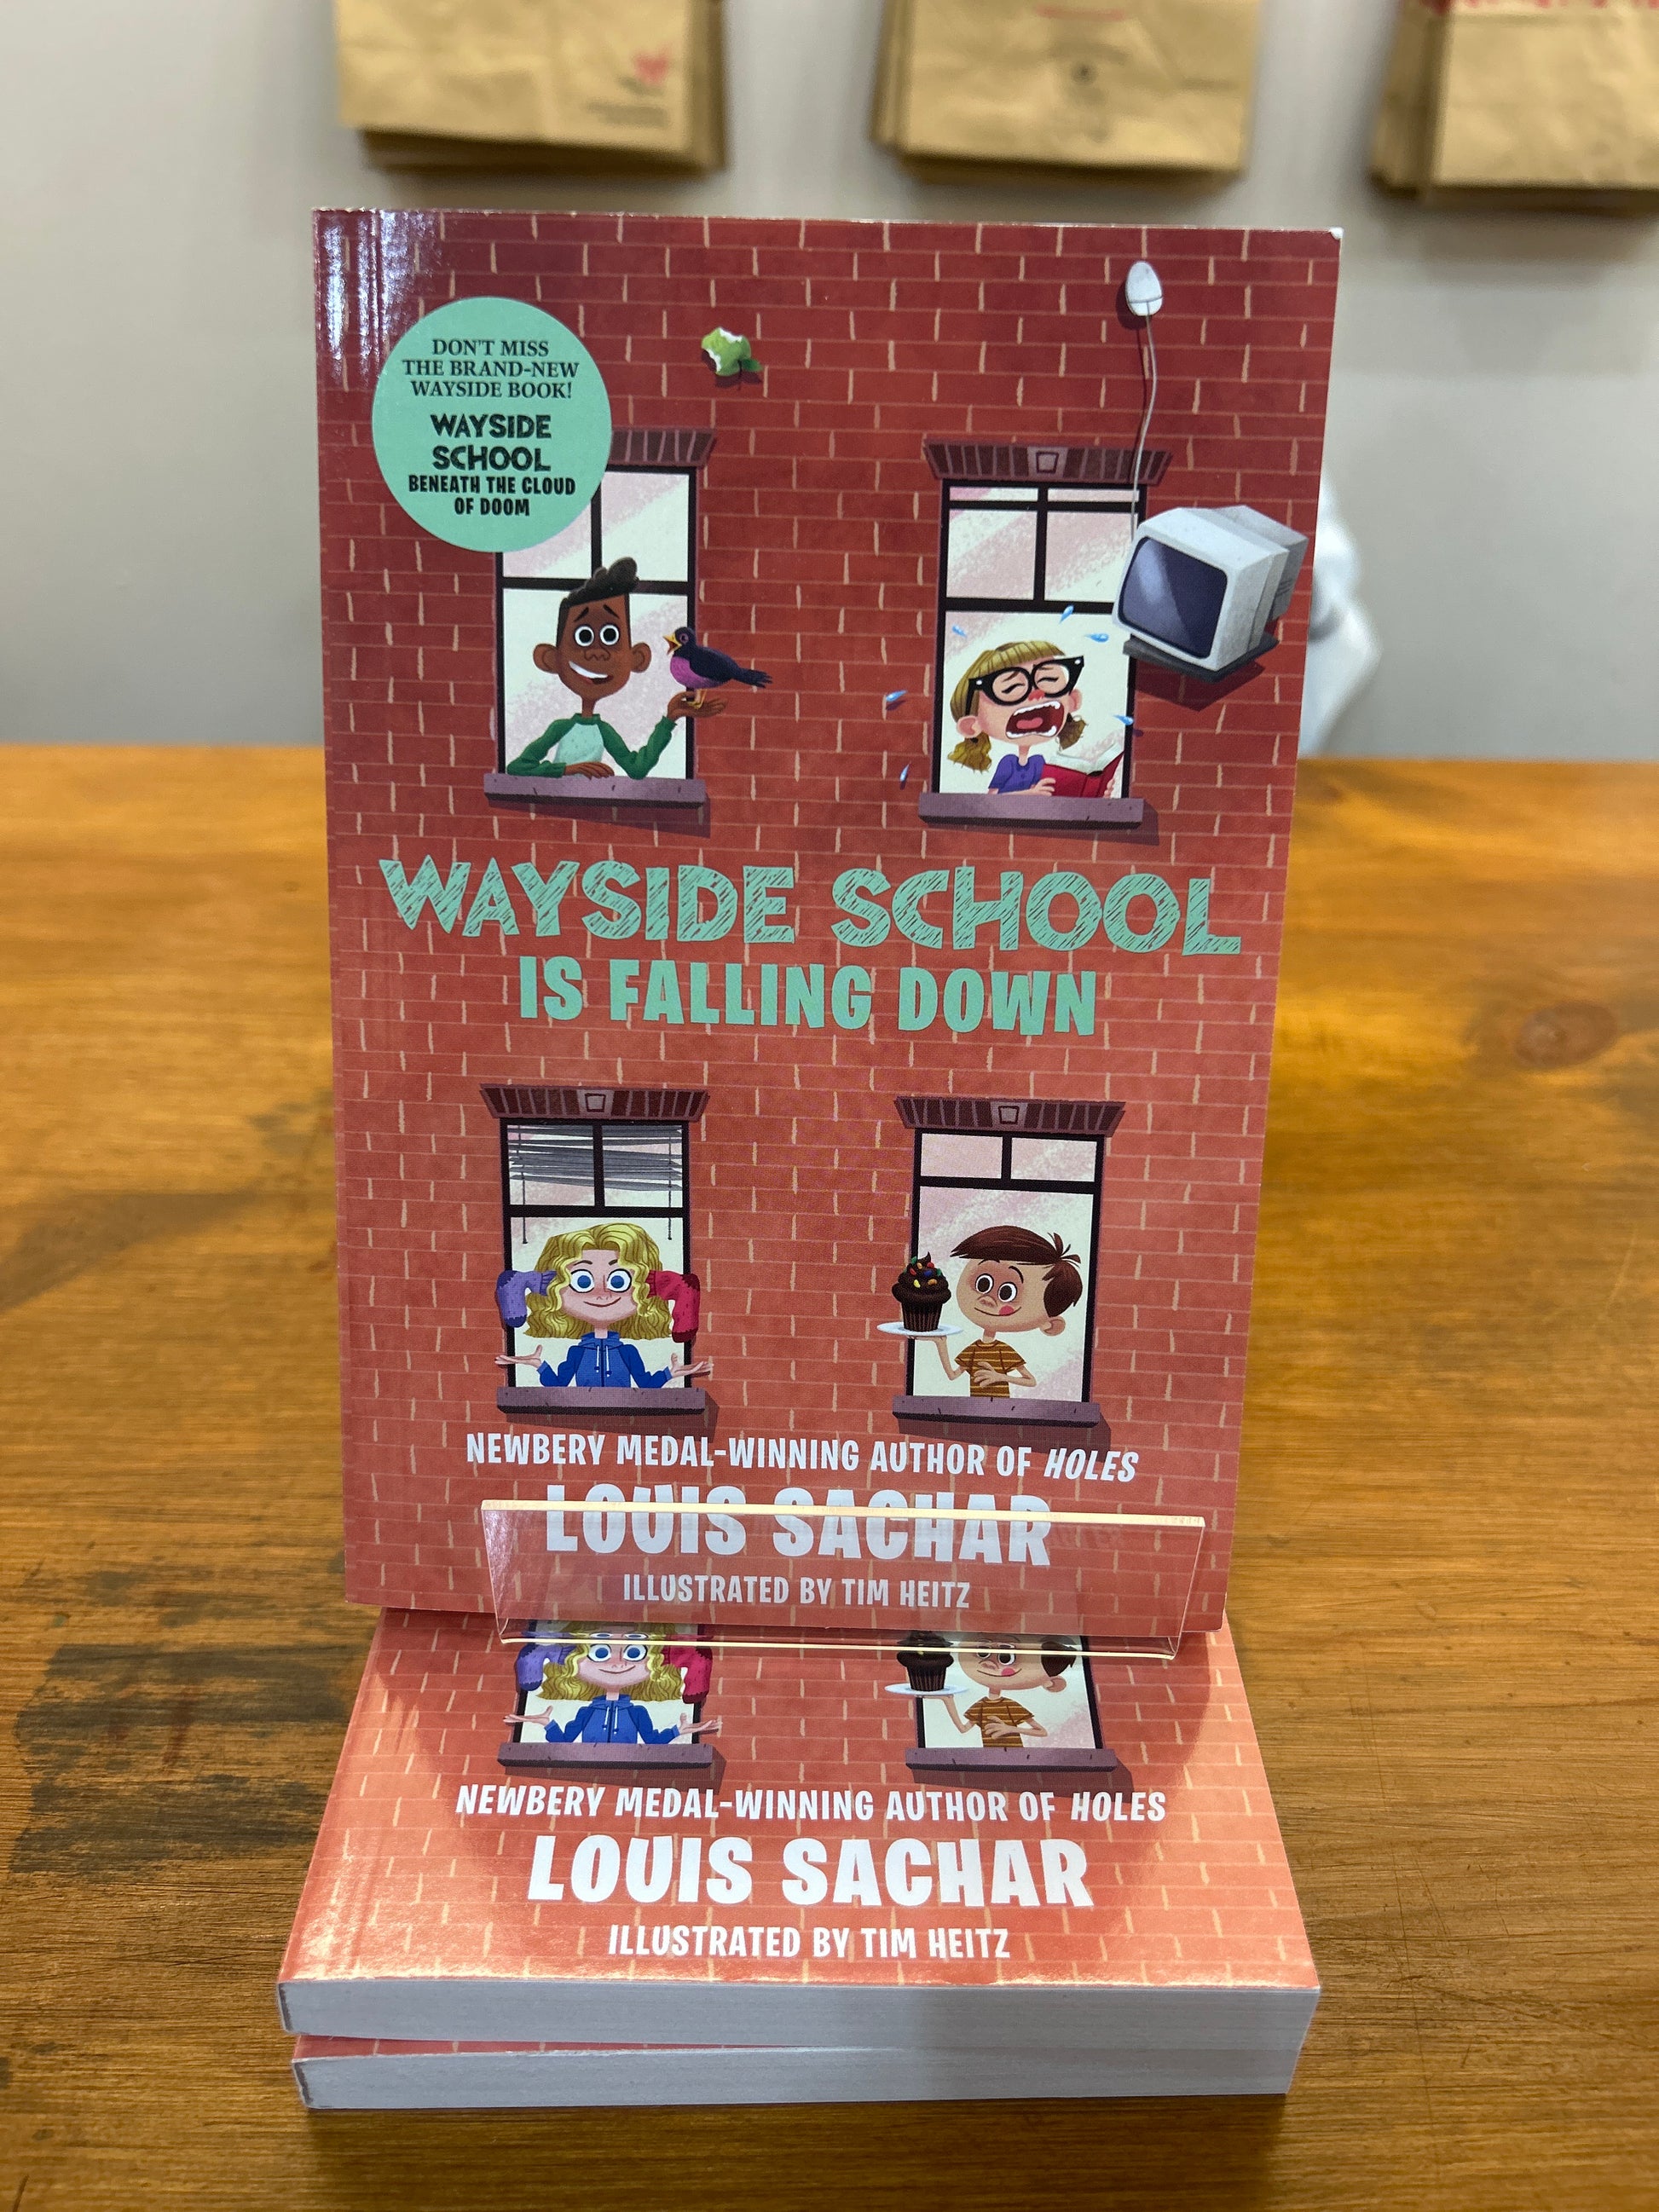 DON'T MISS
THE BRAND-NEW
WAYSIDE BOOK!
WAYSIDE
SCHOOL
BENEATH THE CLOUD
OF DOOM
WAYSIDE SCHOOL
IS FALLING DOWN
NEWBERY MEDAL-WINNING AUTHOR OF HOLES
LOUIS SACHAR
ILLUSTRATED BY TIM HEITZ
NEWBERY MEDAL-WINNING AUTHOR OF HOLES
LOUIS SACHAR
ILLUSTRATED BY TIM HEITZ